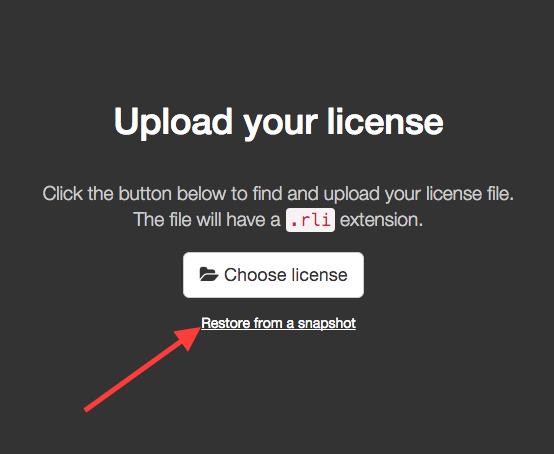 Upload your license
Click the button below to find and upload your license file.
The file will have a .rli extension.
Choose license
Restore from a snapshot